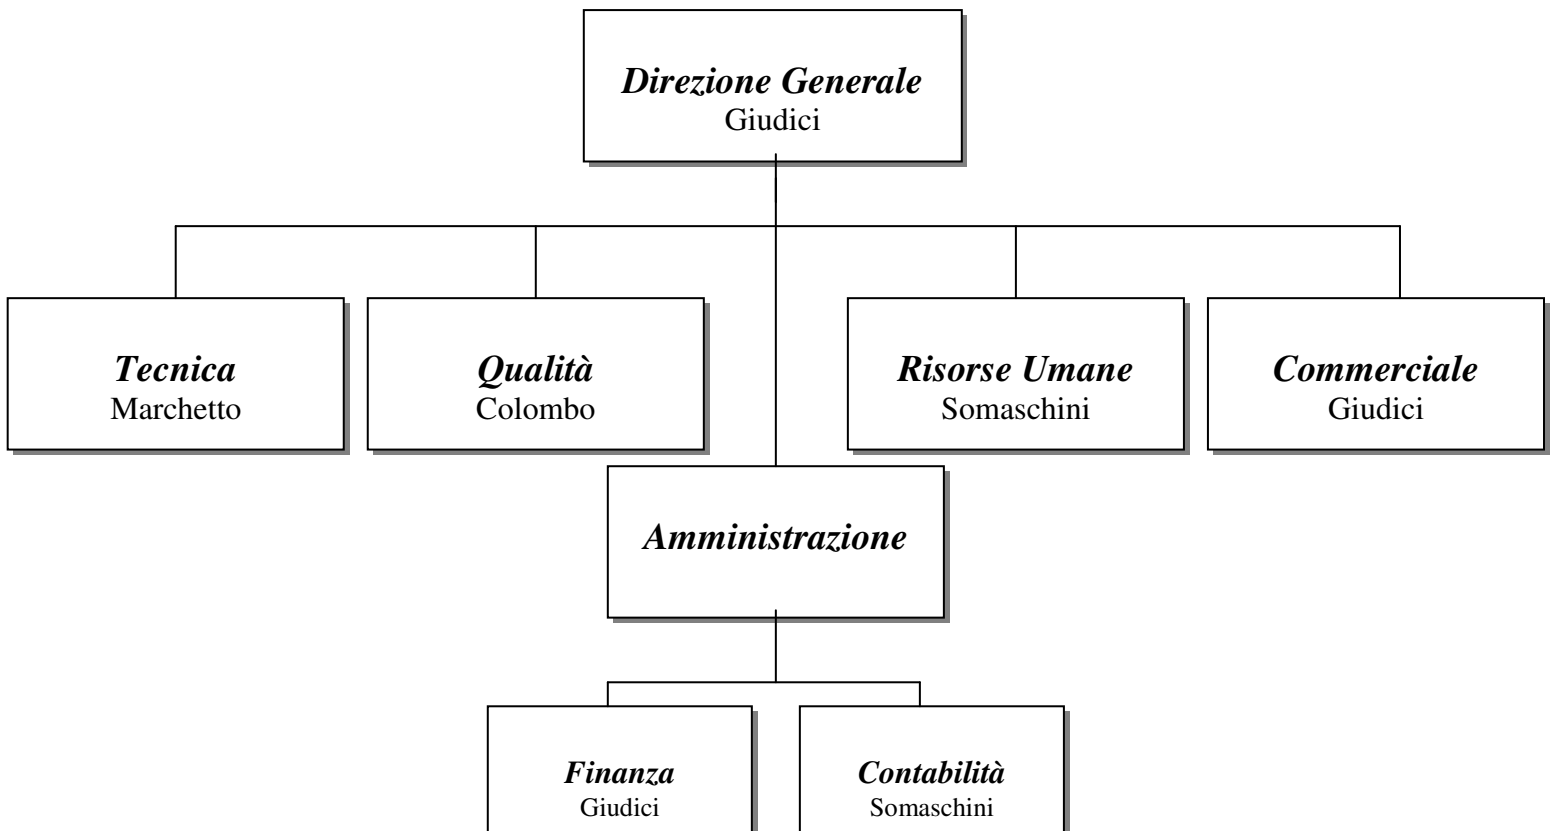 Direzione Generale
Giudici
Tecnica
Marchetto
Qualità
Colombo
Risorse Umane
Somaschini
Commerciale
Giudici
Amministrazione
Finanza
Giudici
Contabilità
Somaschini